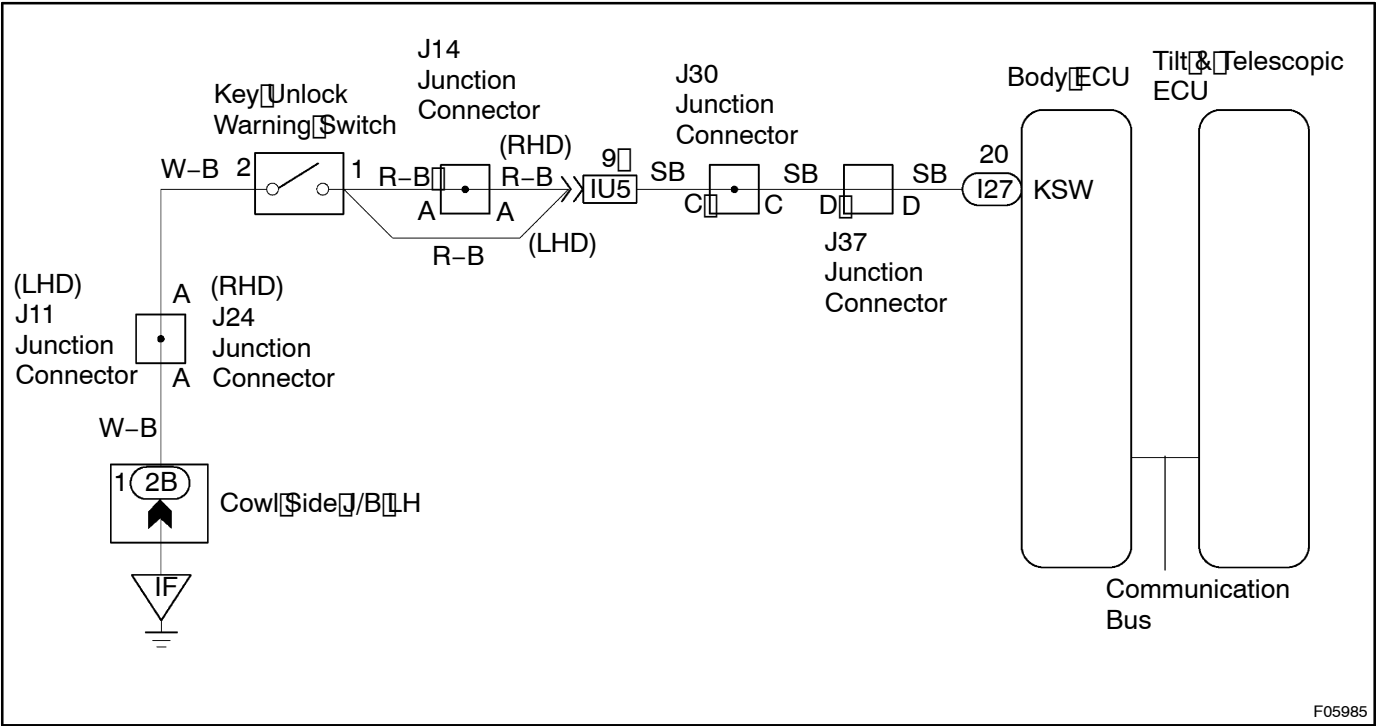 J14
Junction
Connector
Key Unlock
Warning Switch
J30
Junction
Connector
Body ECU
Tilt & Telescopic
ECU
W–B
2
1
R–B
A
(RHD)
R–B
A
9
IU5
SB
C
C
SB
D
D
SB
20
I27
KSW
R–B
(LHD)
J37
Junction
Connector
(LHD)
J11
Junction
Connector
A
A
(RHD)
J24
Junction
Connector
W–B
1
2B
Cowl Side J/B LH
IF
Communication
Bus
F05985